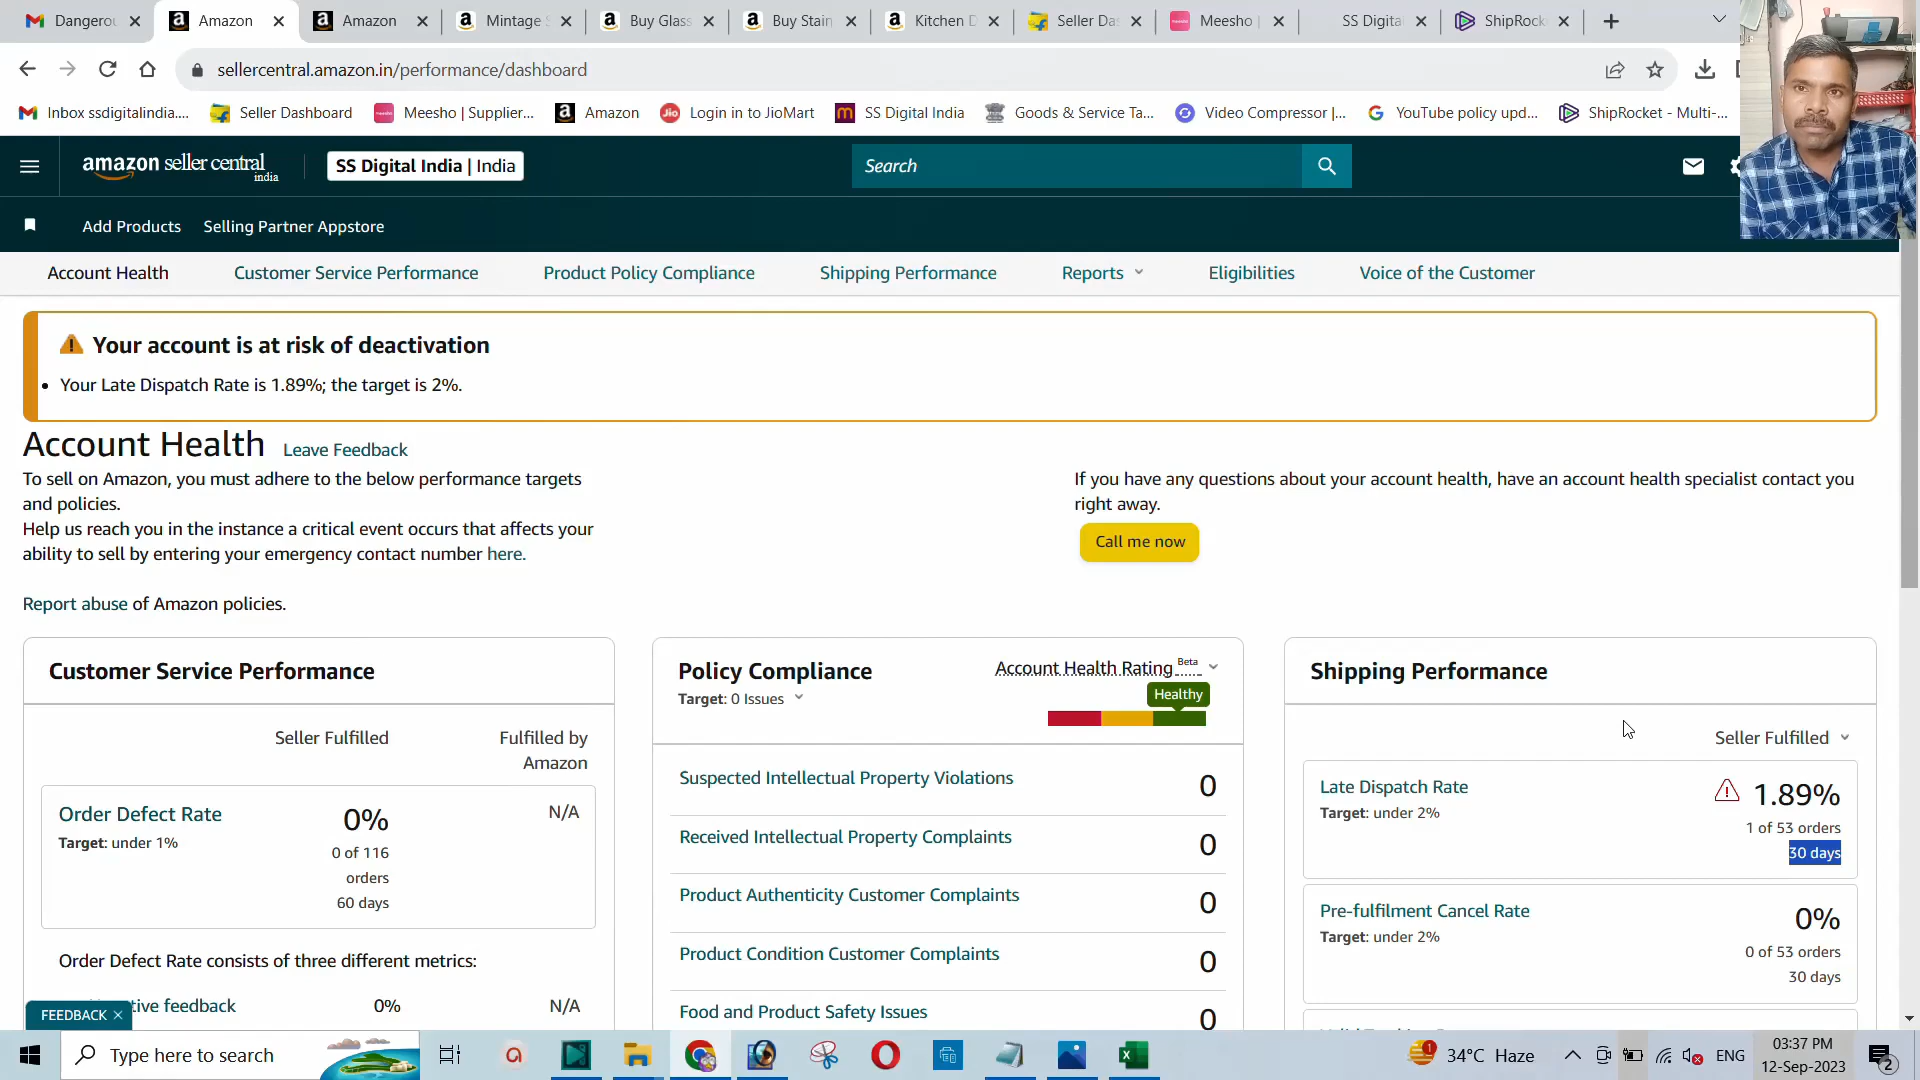 Dangerou
Amazon
Amazon
Mintage S
Buy Glass
Buy Stain
Kitchen D
Seller Das
Meesho |
SS Digita
ShipRock
sellercentral.amazon.in/performance/dashboard
Inbox ssdigitalindia....
Seller Dashboard
Meesho | Supplier...
Amazon
Login in to JioMart
SS Digital India
Goods & Service Ta...
Video Compressor |...
YouTube policy upd...
ShipRocket - Multi-...
amazon seller central
india
SS Digital India | India
Search
Add Products
Selling Partner Appstore
Account Health
Customer Service Performance
Product Policy Compliance
Shipping Performance
Reports
Eligibilities
Voice of the Customer
Your account is at risk of deactivation
• Your Late Dispatch Rate is 1.89%; the target is 2%.
Account Health
Leave Feedback
To sell on Amazon, you must adhere to the below performance targets
and policies.
Help us reach you in the instance a critical event occurs that affects your
ability to sell by entering your emergency contact number here.
Report abuse of Amazon policies.
If you have any questions about your account health, have an account health specialist contact you
right away.
Call me now
Customer Service Performance
Seller Fulfilled
Fulfilled by
Amazon
Order Defect Rate
Target: under 1%
0%
0 of 116
orders
60 days
N/A
Order Defect Rate consists of three different metrics:
tive feedback
0%
N/A
FEEDBACK
Policy Compliance
Target: 0 Issues
Account Health Rating Beta
Healthy
Suspected Intellectual Property Violations
0
Received Intellectual Property Complaints
0
Product Authenticity Customer Complaints
0
Product Condition Customer Complaints
0
Food and Product Safety Issues
0
Shipping Performance
Seller Fulfilled
Late Dispatch Rate
Target: under 2%
1.89%
1 of 53 orders
30 days
Pre-fulfilment Cancel Rate
Target: under 2%
0%
0 of 53 orders
30 days
Type here to search
34°C Haze
ENG
03:37 PM
12-Sep-2023
2